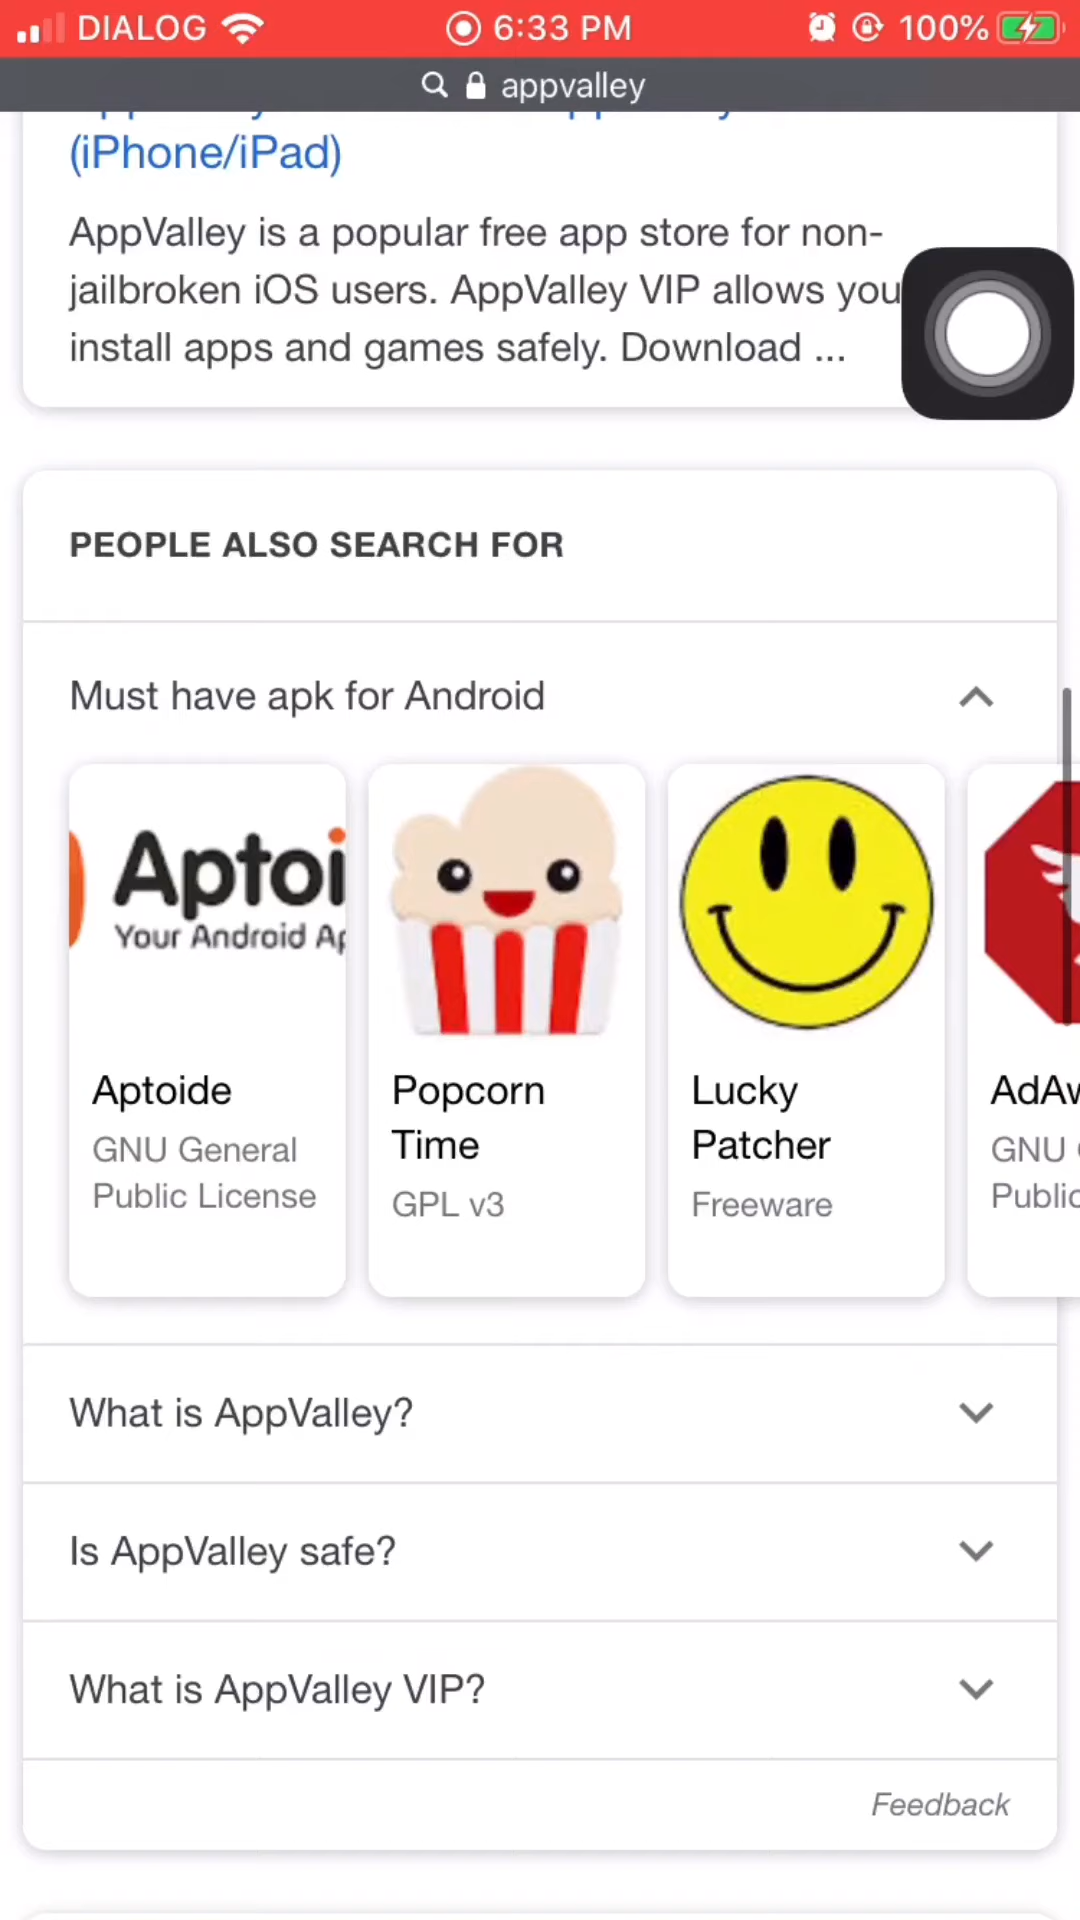 DIALOG 6:33 PM 100%
appvalley
(iPhone/iPad)
AppValley is a popular free app store for non-
jailbroken iOS users. AppValley VIP allows you
install apps and games safely. Download ...
PEOPLE ALSO SEARCH FOR
Must have apk for Android
Aptoi
Your Android Ap
Aptoide
GNU General
Public License
Popcorn
Time
GPL v3
Lucky
Patcher
Freeware
AdAw
GNU
Public
What is AppValley?
Is AppValley safe?
What is AppValley VIP?
Feedback